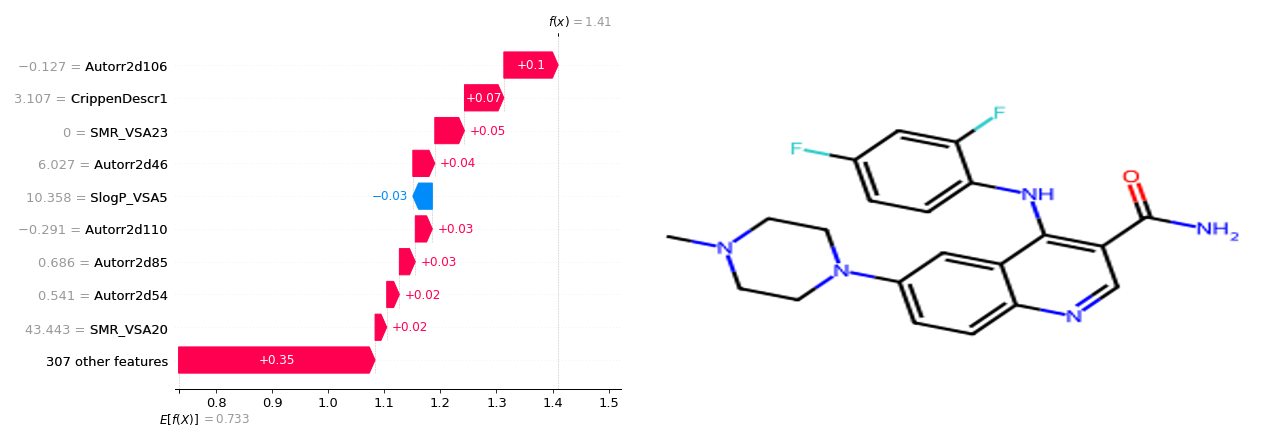 f(x) = 1.41
−0.127 = Autorr2d106
+0.1
3.107 = CrippenDescr1
+0.07
0 = SMR_VSA23
+0.05
6.027 = Autorr2d46
+0.04
10.358 = SlogP_VSA5
−0.03
−0.291 = Autorr2d110
+0.03
0.686 = Autorr2d85
+0.03
0.541 = Autorr2d54
+0.02
43.443 = SMR_VSA20
+0.02
307 other features
+0.35
0.8 0.9 1.0 1.1 1.2 1.3 1.4 1.5
E[f(X)] = 0.733
F
F
NH
O
NH2
N
N
N